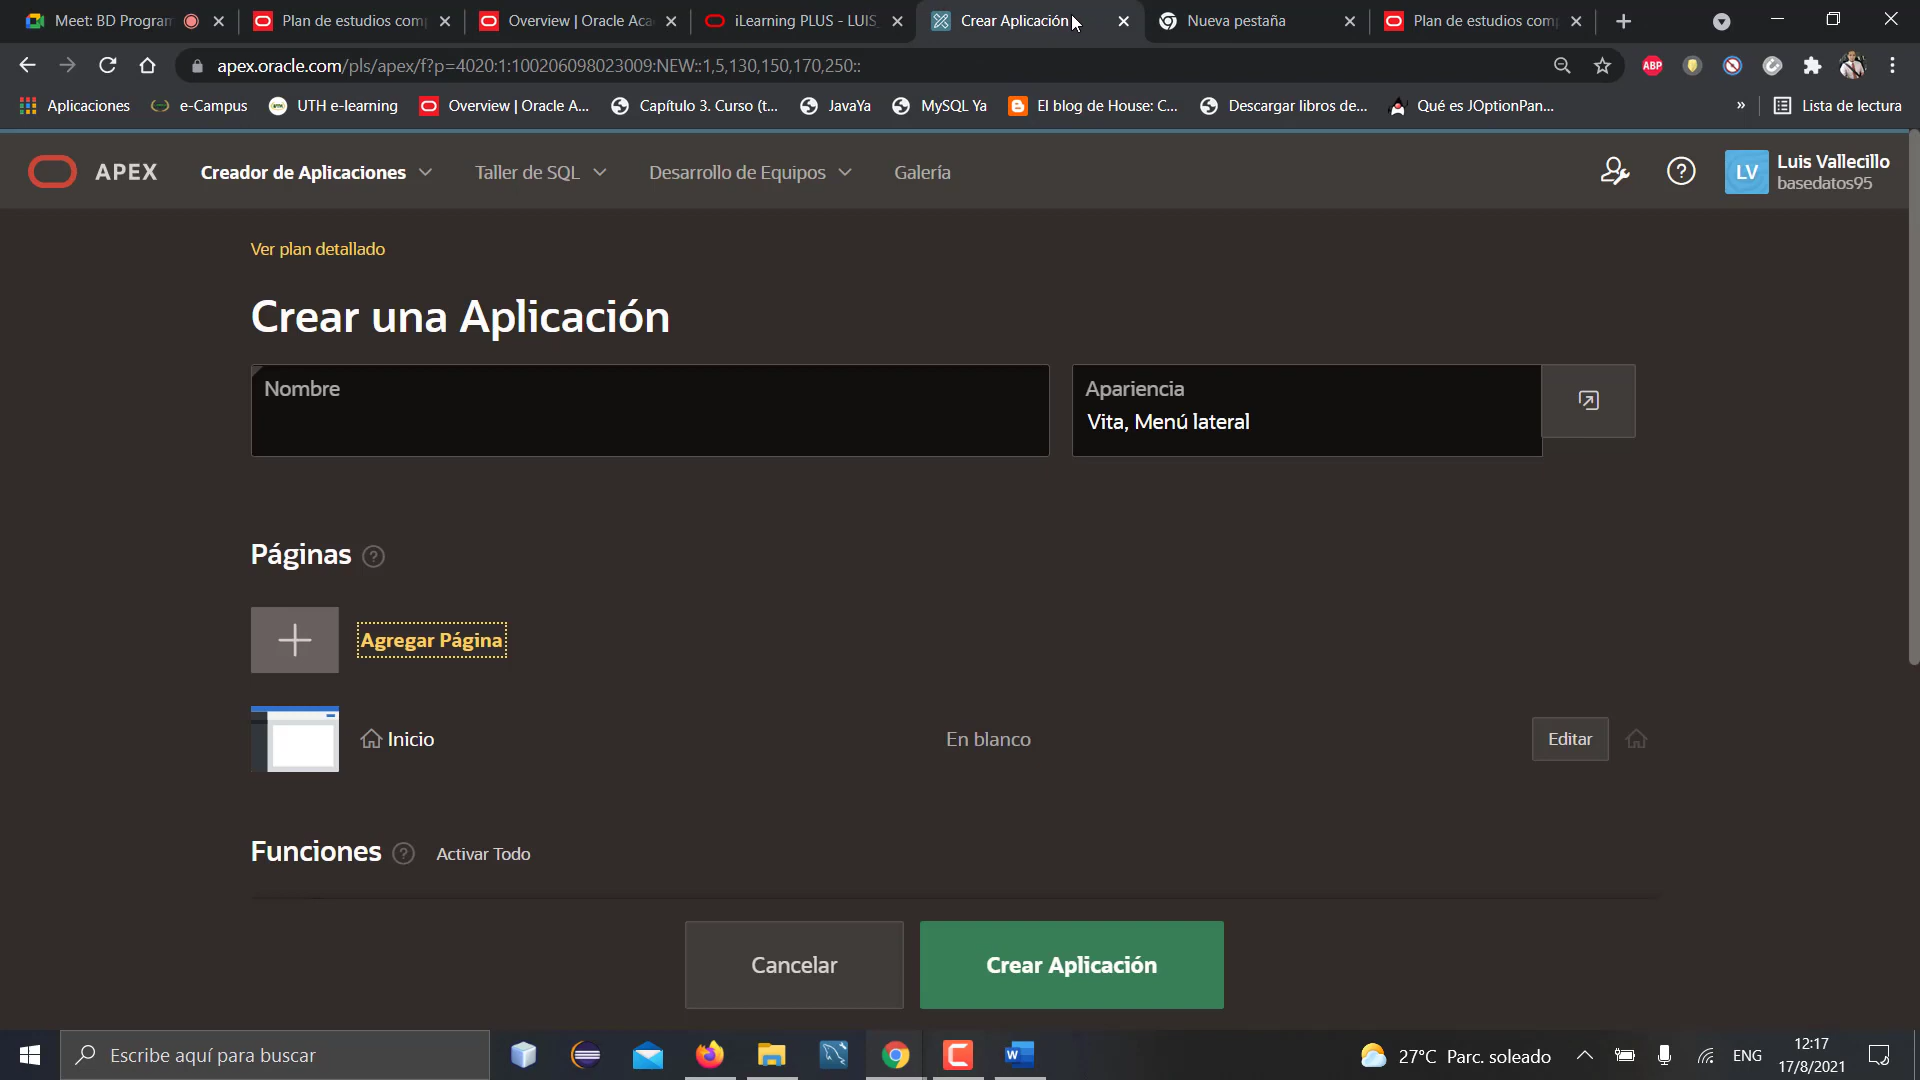 Meet: BD Program
Plan de estudios com
Overview | Oracle Aca
iLearning PLUS - LUIS_
Crear Aplicación
Nueva pestaña
Plan de estudios com
apex.oracle.com/pls/apex/f?p=4020:1:100206098023009:NEW::1,5,130,150,170,250::
ABP
Aplicaciones
e-Campus
UTH e-learning
Overview | Oracle A...
Capítulo 3. Curso (t...
JavaYa
MySQL Ya
El blog de House: C...
Descargar libros de...
Qué es JOptionPan...
»
Lista de lectura
APEX
Creador de Aplicaciones
Taller de SQL
Desarrollo de Equipos
Galería
LV
Luis Vallecillo
basedatos95
Ver plan detallado
Crear una Aplicación
Nombre
Apariencia
Vita, Menú lateral
Páginas
Agregar Página
Inicio
En blanco
Editar
Funciones
Activar Todo
Cancelar
Crear Aplicación
Escribe aquí para buscar
27°C Parc. soleado
ENG
12:17
17/8/2021